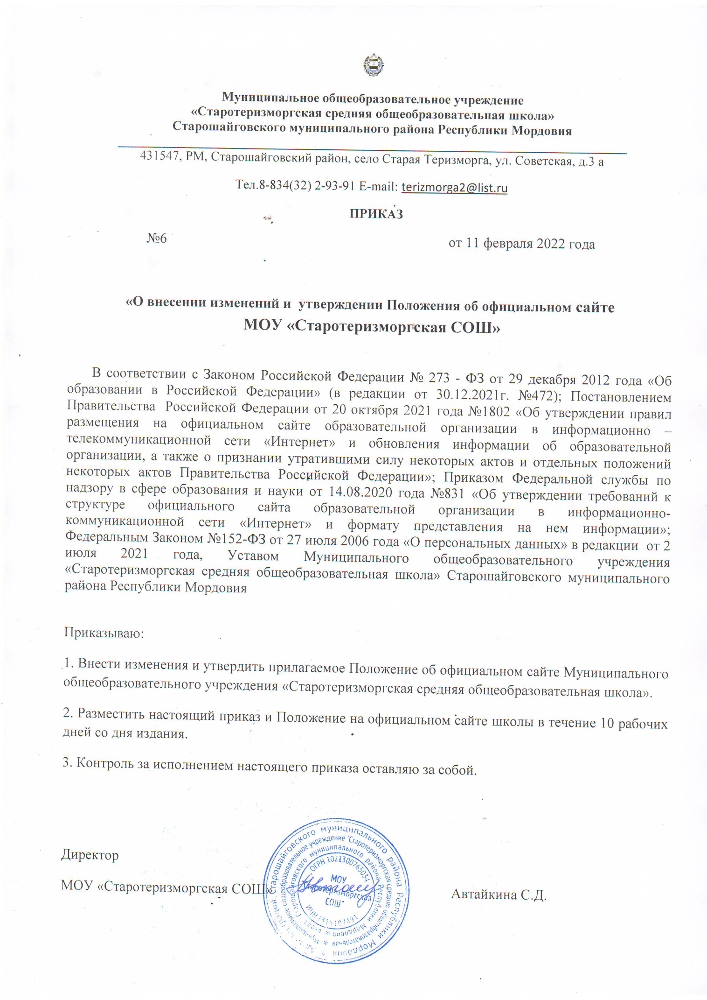 Муниципальное общеобразовательное учреждение
«Старотеризморгская средняя общеобразовательная школа»
Старошайговского муниципального района Республики Мордовия
431547, РМ, Старошайговский район, село Старая Теризморга, ул. Советская, д.3 а
Тел.8-834(32) 2-93-91 E-mail: terizmorga2@list.ru
ПРИКАЗ
№6 от 11 февраля 2022 года
«О внесении изменений и утверждении Положения об официальном сайте
МОУ «Старотеризморгская СОШ»
В соответствии с Законом Российской Федерации № 273 - ФЗ от 29 декабря 2012 года «Об
образовании в Российской Федерации» (в редакции от 30.12.2021г. №472); Постановлением
Правительства Российской Федерации от 20 октября 2021 года №1802 «Об утверждении правил
размещения на официальном сайте образовательной организации в информационно –
телекоммуникационной сети «Интернет» и обновления информации об образовательной
организации, а также о признании утратившими силу некоторых актов и отдельных положений
некоторых актов Правительства Российской Федерации»; Приказом Федеральной службы по
надзору в сфере образования и науки от 14.08.2020 года №831 «Об утверждении требований к
структуре официального сайта образовательной организации в информационно-
коммуникационной сети «Интернет» и формату представления на нем информации»;
Федеральным Законом №152-ФЗ от 27 июля 2006 года «О персональных данных» в редакции от 2
июля 2021 года, Уставом Муниципального общеобразовательного учреждения
«Старотеризморгская средняя общеобразовательная школа» Старошайговского муниципального
района Республики Мордовия
Приказываю:
1. Внести изменения и утвердить прилагаемое Положение об официальном сайте Муниципального
общеобразовательного учреждения «Старотеризморгская средняя общеобразовательная школа».
2. Разместить настоящий приказ и Положение на официальном сайте школы в течение 10 рабочих
дней со дня издания.
3. Контроль за исполнением настоящего приказа оставляю за собой.
Директор
МОУ «Старотеризморгская СОШ» Автайкина С.Д.
Старошайговского муниципального района Республики Мордовия
общеобразовательное учреждение "Старотеризморгская средняя общеобразовательная
муниципального района Республики Мордовия
ОГРН 1021300765034
МОУ
"Старотеризморгская
СОШ"